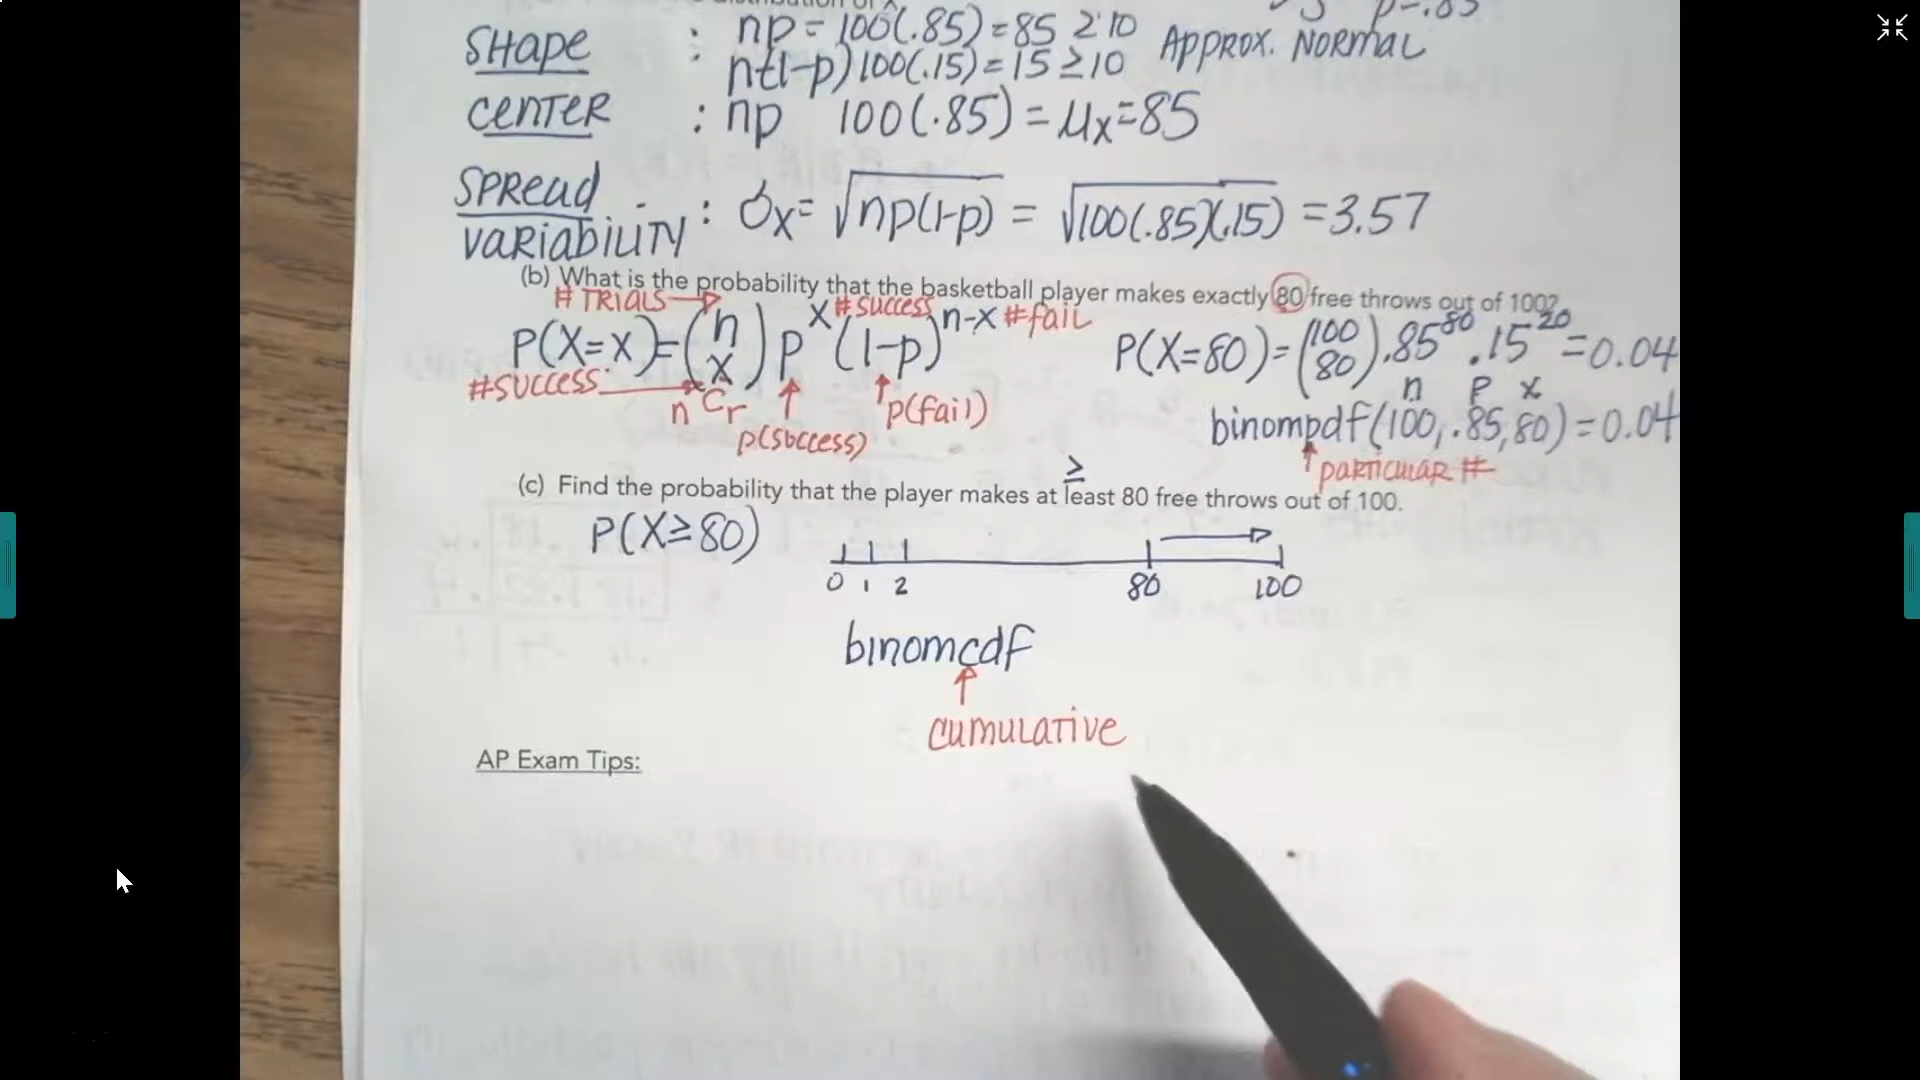 SHAPE : np = 100(.85) = 85 ≥ 10 APPROX. NORMAL
n(1-p) 100(.15) = 15 ≥ 10
CENTER : np 100(.85) = μx = 85
SPREAD
VARIABILITY : σx = √np(1-p) = √100(.85)(.15) = 3.57
(b) What is the probability that the basketball player makes exactly 80 free throws out of 100?
# TRIALS
P(X=x) = (n x) p^x (1-p)^n-x
#success
#fail
#success
nCr
p(success)
p(fail)
P(X=80) = (100 80) .85^80 .15^20 = 0.04
n p x
binompdf(100, .85, 80) = 0.04
particular #
≥
(c) Find the probability that the player makes at least 80 free throws out of 100.
P(X≥80)
0 1 2 80 100
binomcdf
cumulative
AP Exam Tips: